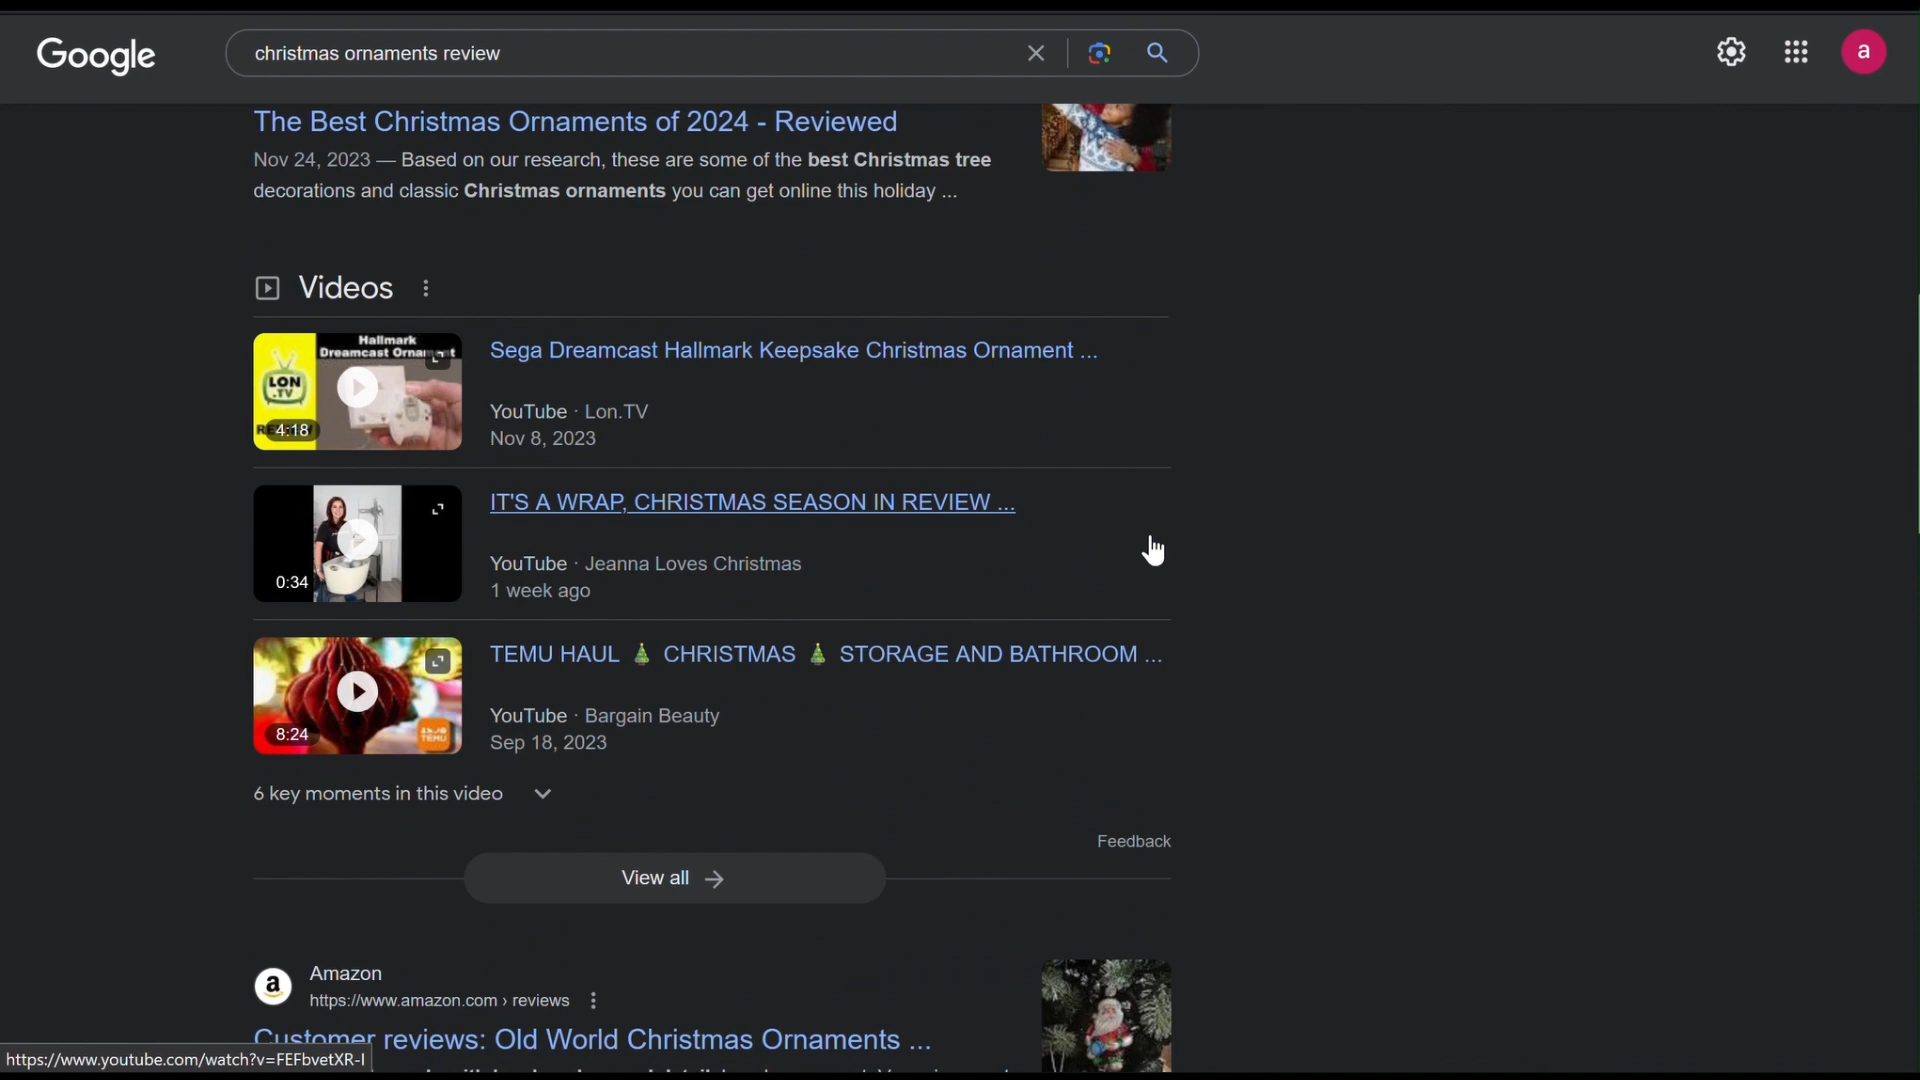 Google
christmas ornaments review
a
The Best Christmas Ornaments of 2024 - Reviewed
Nov 24, 2023 — Based on our research, these are some of the best Christmas tree
decorations and classic Christmas ornaments you can get online this holiday ...
Videos
Hallmark
Dreamcast
LON
.TV
4:18
Sega Dreamcast Hallmark Keepsake Christmas Ornament ...
YouTube · Lon.TV
Nov 8, 2023
0:34
IT'S A WRAP, CHRISTMAS SEASON IN REVIEW ...
YouTube · Jeanna Loves Christmas
1 week ago
TEMU
8:24
TEMU HAUL 🎄 CHRISTMAS 🎄 STORAGE AND BATHROOM ...
YouTube · Bargain Beauty
Sep 18, 2023
6 key moments in this video
Feedback
View all
a
Amazon
https://www.amazon.com › reviews
Customer reviews: Old World Christmas Ornaments ...
https://www.youtube.com/watch?v=FEFbvetXR-I